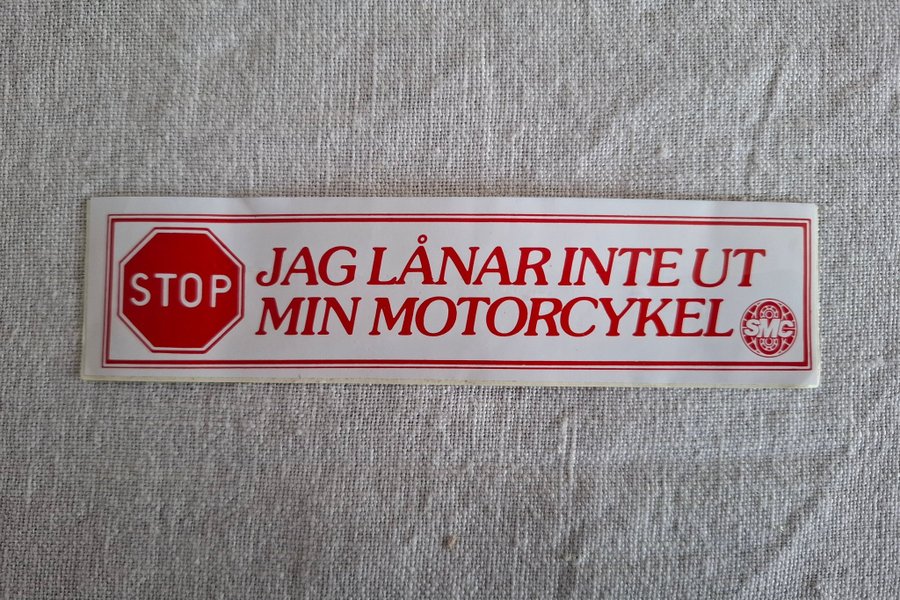 STOP
JAG LÅNAR INTE UT
MIN MOTORCYKEL
SMC